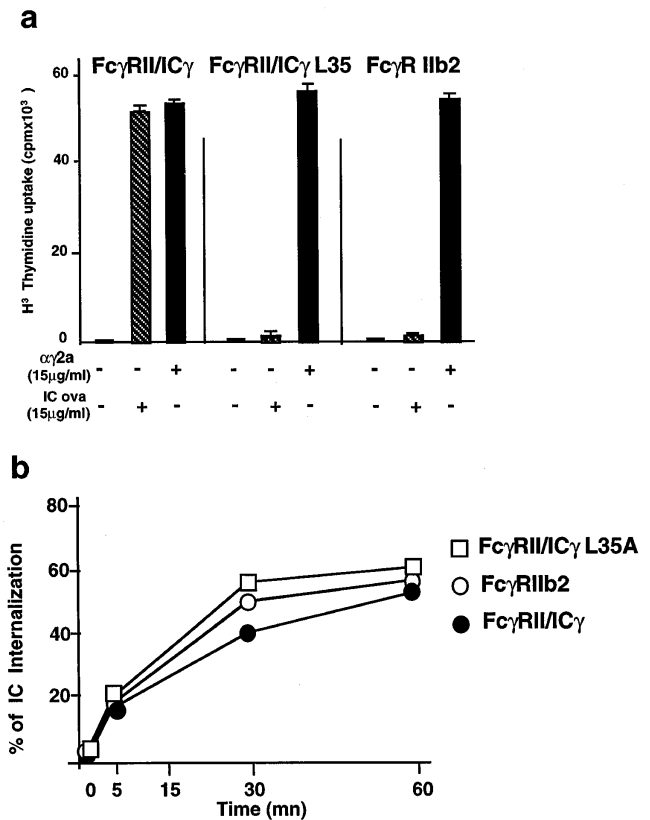 a
FcγRII/ICγ FcγRII/ICγ L35 FcγR IIb2
H³ Thymidine uptake (cpmx10³ )
60
40
20
0
αγ2a
(15μg/ml)
- - + - - + - - +
IC ova
(15μg/ml)
- + - - + - - + -
b
% of IC Internalization
80
60
40
20
0 5 15 30 60
Time (mn)
FcγRII/ICγ L35A
FcγRIIb2
FcγRII/ICγ